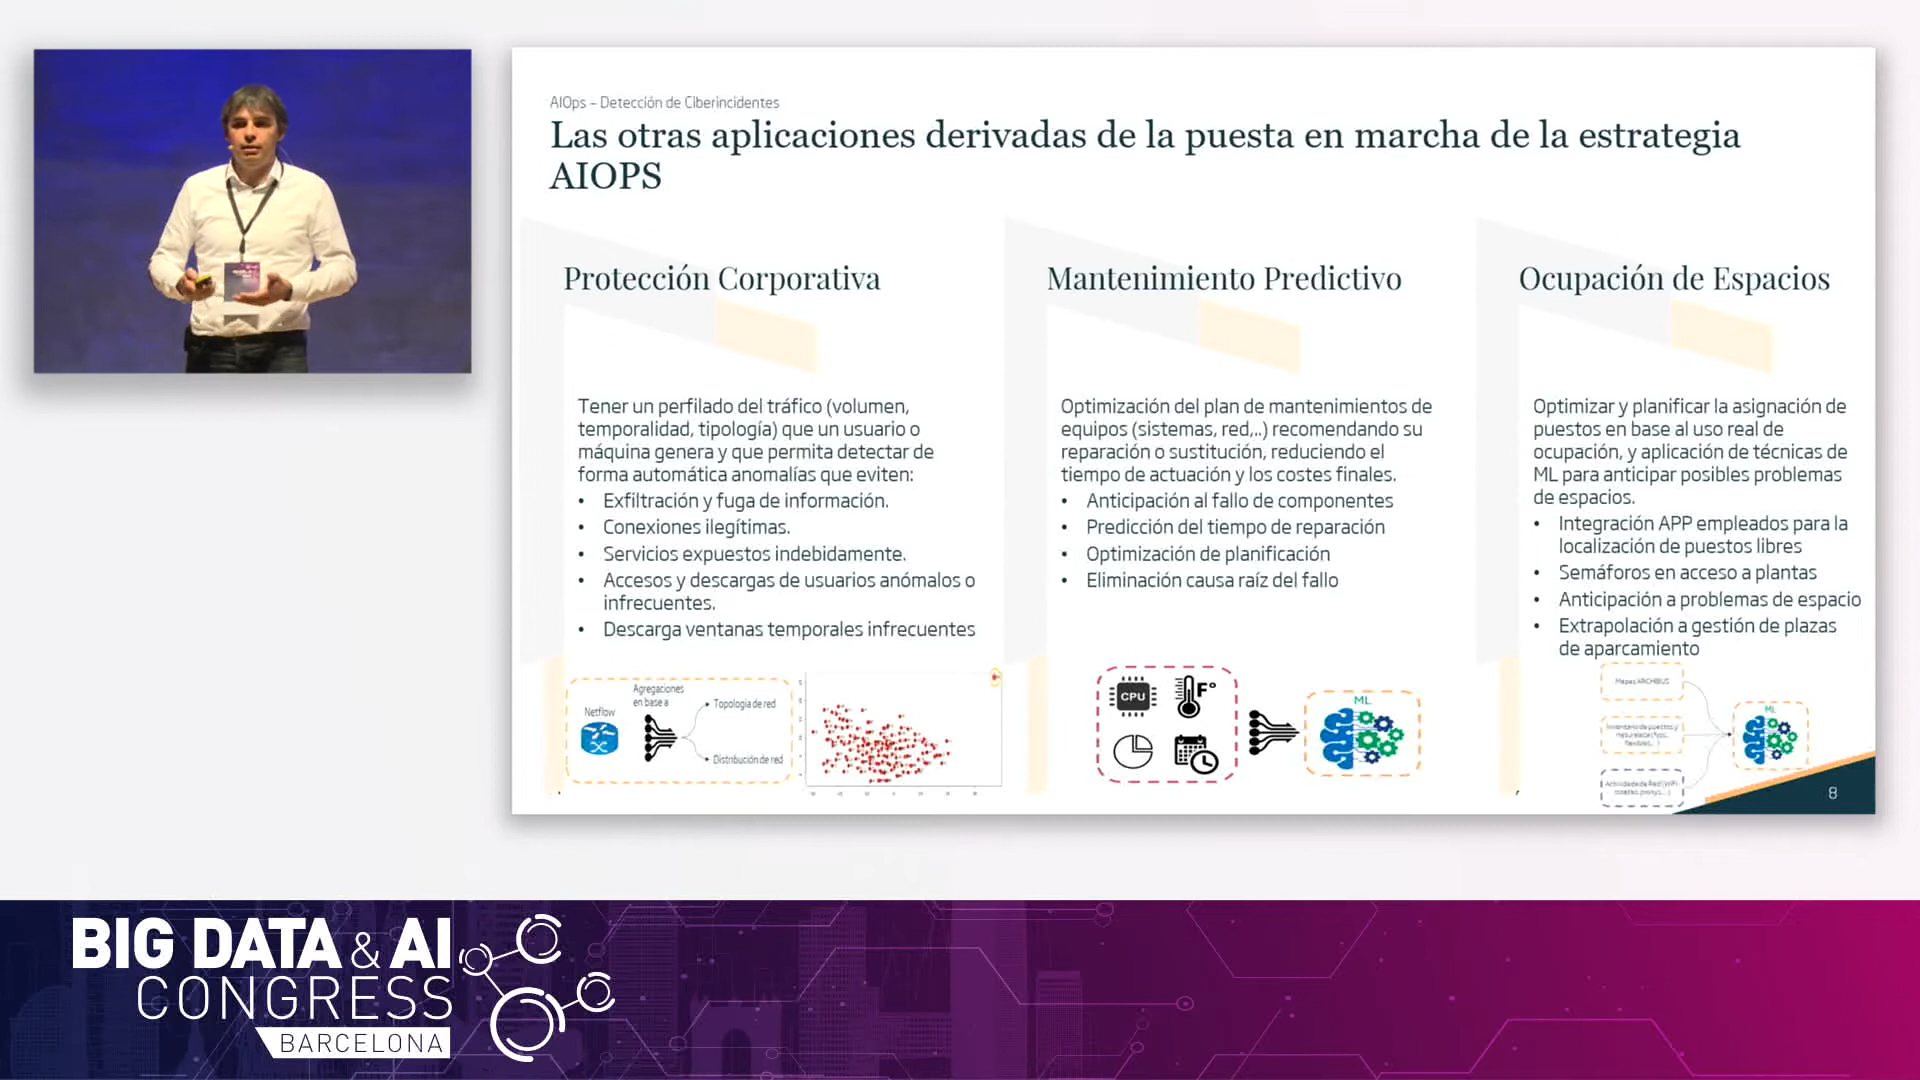 AIOps – Detección de Ciberincidentes
Las otras aplicaciones derivadas de la puesta en marcha de la estrategia
AIOPS
Protección Corporativa
Tener un perfilado del tráfico (volumen,
temporalidad, tipología) que un usuario o
máquina genera y que permita detectar de
forma automática anomalías que eviten:
• Exfiltración y fuga de información.
• Conexiones ilegítimas.
• Servicios expuestos indebidamente.
• Accesos y descargas de usuarios anómalos o
infrecuentes.
• Descarga ventanas temporales infrecuentes
Netflow
Agregaciones
en base a
Topologia de red
Distribución de red
Mantenimiento Predictivo
Optimización del plan de mantenimientos de
equipos (sistemas, red,..) recomendando su
reparación o sustitución, reduciendo el
tiempo de actuación y los costes finales.
• Anticipación al fallo de componentes
• Predicción del tiempo de reparación
• Optimización de planificación
• Eliminación causa raíz del fallo
CPU
F°
ML
Ocupación de Espacios
Optimizar y planificar la asignación de
puestos en base al uso real de
ocupación, y aplicación de técnicas de
ML para anticipar posibles problemas
de espacios.
• Integración APP empleados para la
localización de puestos libres
• Semáforos en acceso a plantas
• Anticipación a problemas de espacio
• Extrapolación a gestión de plazas
de aparcamiento
Mapas ARCHIBUS
ML
8
BIG DATA & AI
CONGRESS
BARCELONA